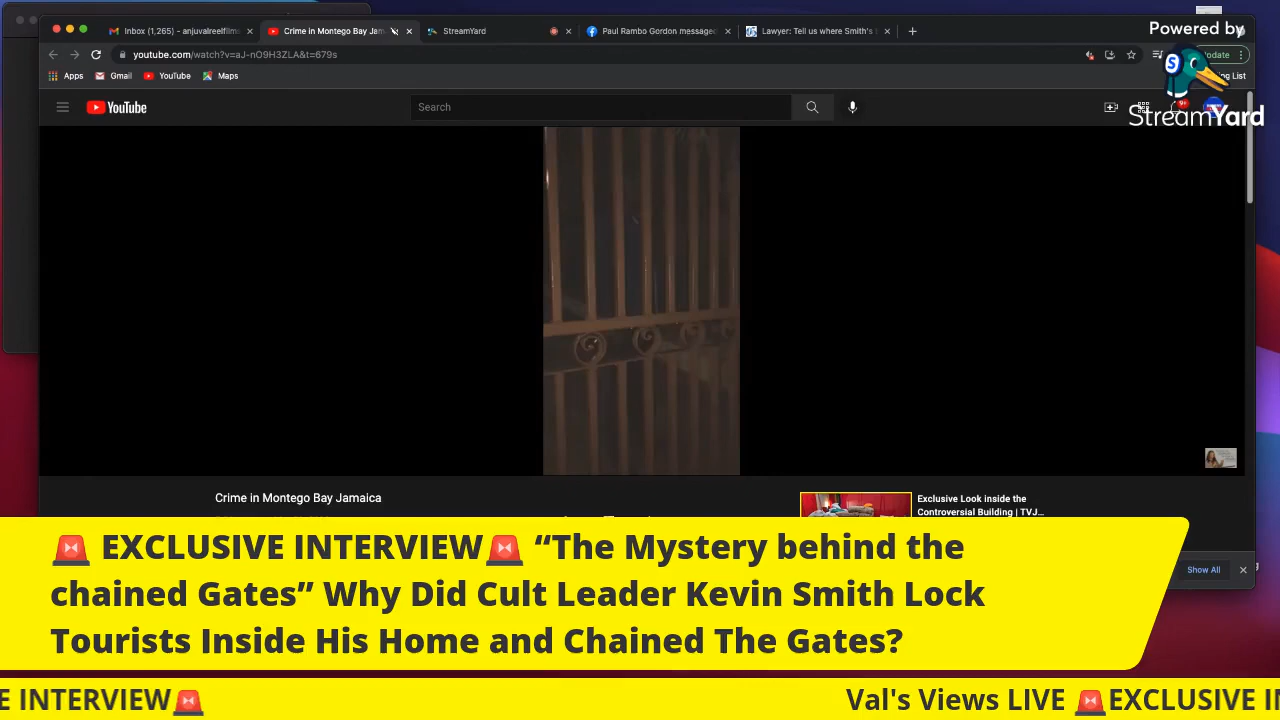 Powered by
Inbox (1,265) - anjuvalreelfilms
Crime in Montego Bay Jam
StreamYard
Paul Rambo Gordon message
Lawyer: Tell us where Smith's
youtube.com/watch?v=aJ-nO9H3ZLA&t=679s
Update
Apps
Gmail
YouTube
Maps
List
YouTube
Search
9+
StreamYard
Crime in Montego Bay Jamaica
Exclusive Look inside the
Controversial Building | TVJ...
Show All
🚨 EXCLUSIVE INTERVIEW🚨 “The Mystery behind the
chained Gates” Why Did Cult Leader Kevin Smith Lock
Tourists Inside His Home and Chained The Gates?
E INTERVIEW🚨
Val's Views LIVE 🚨EXCLUSIVE IN